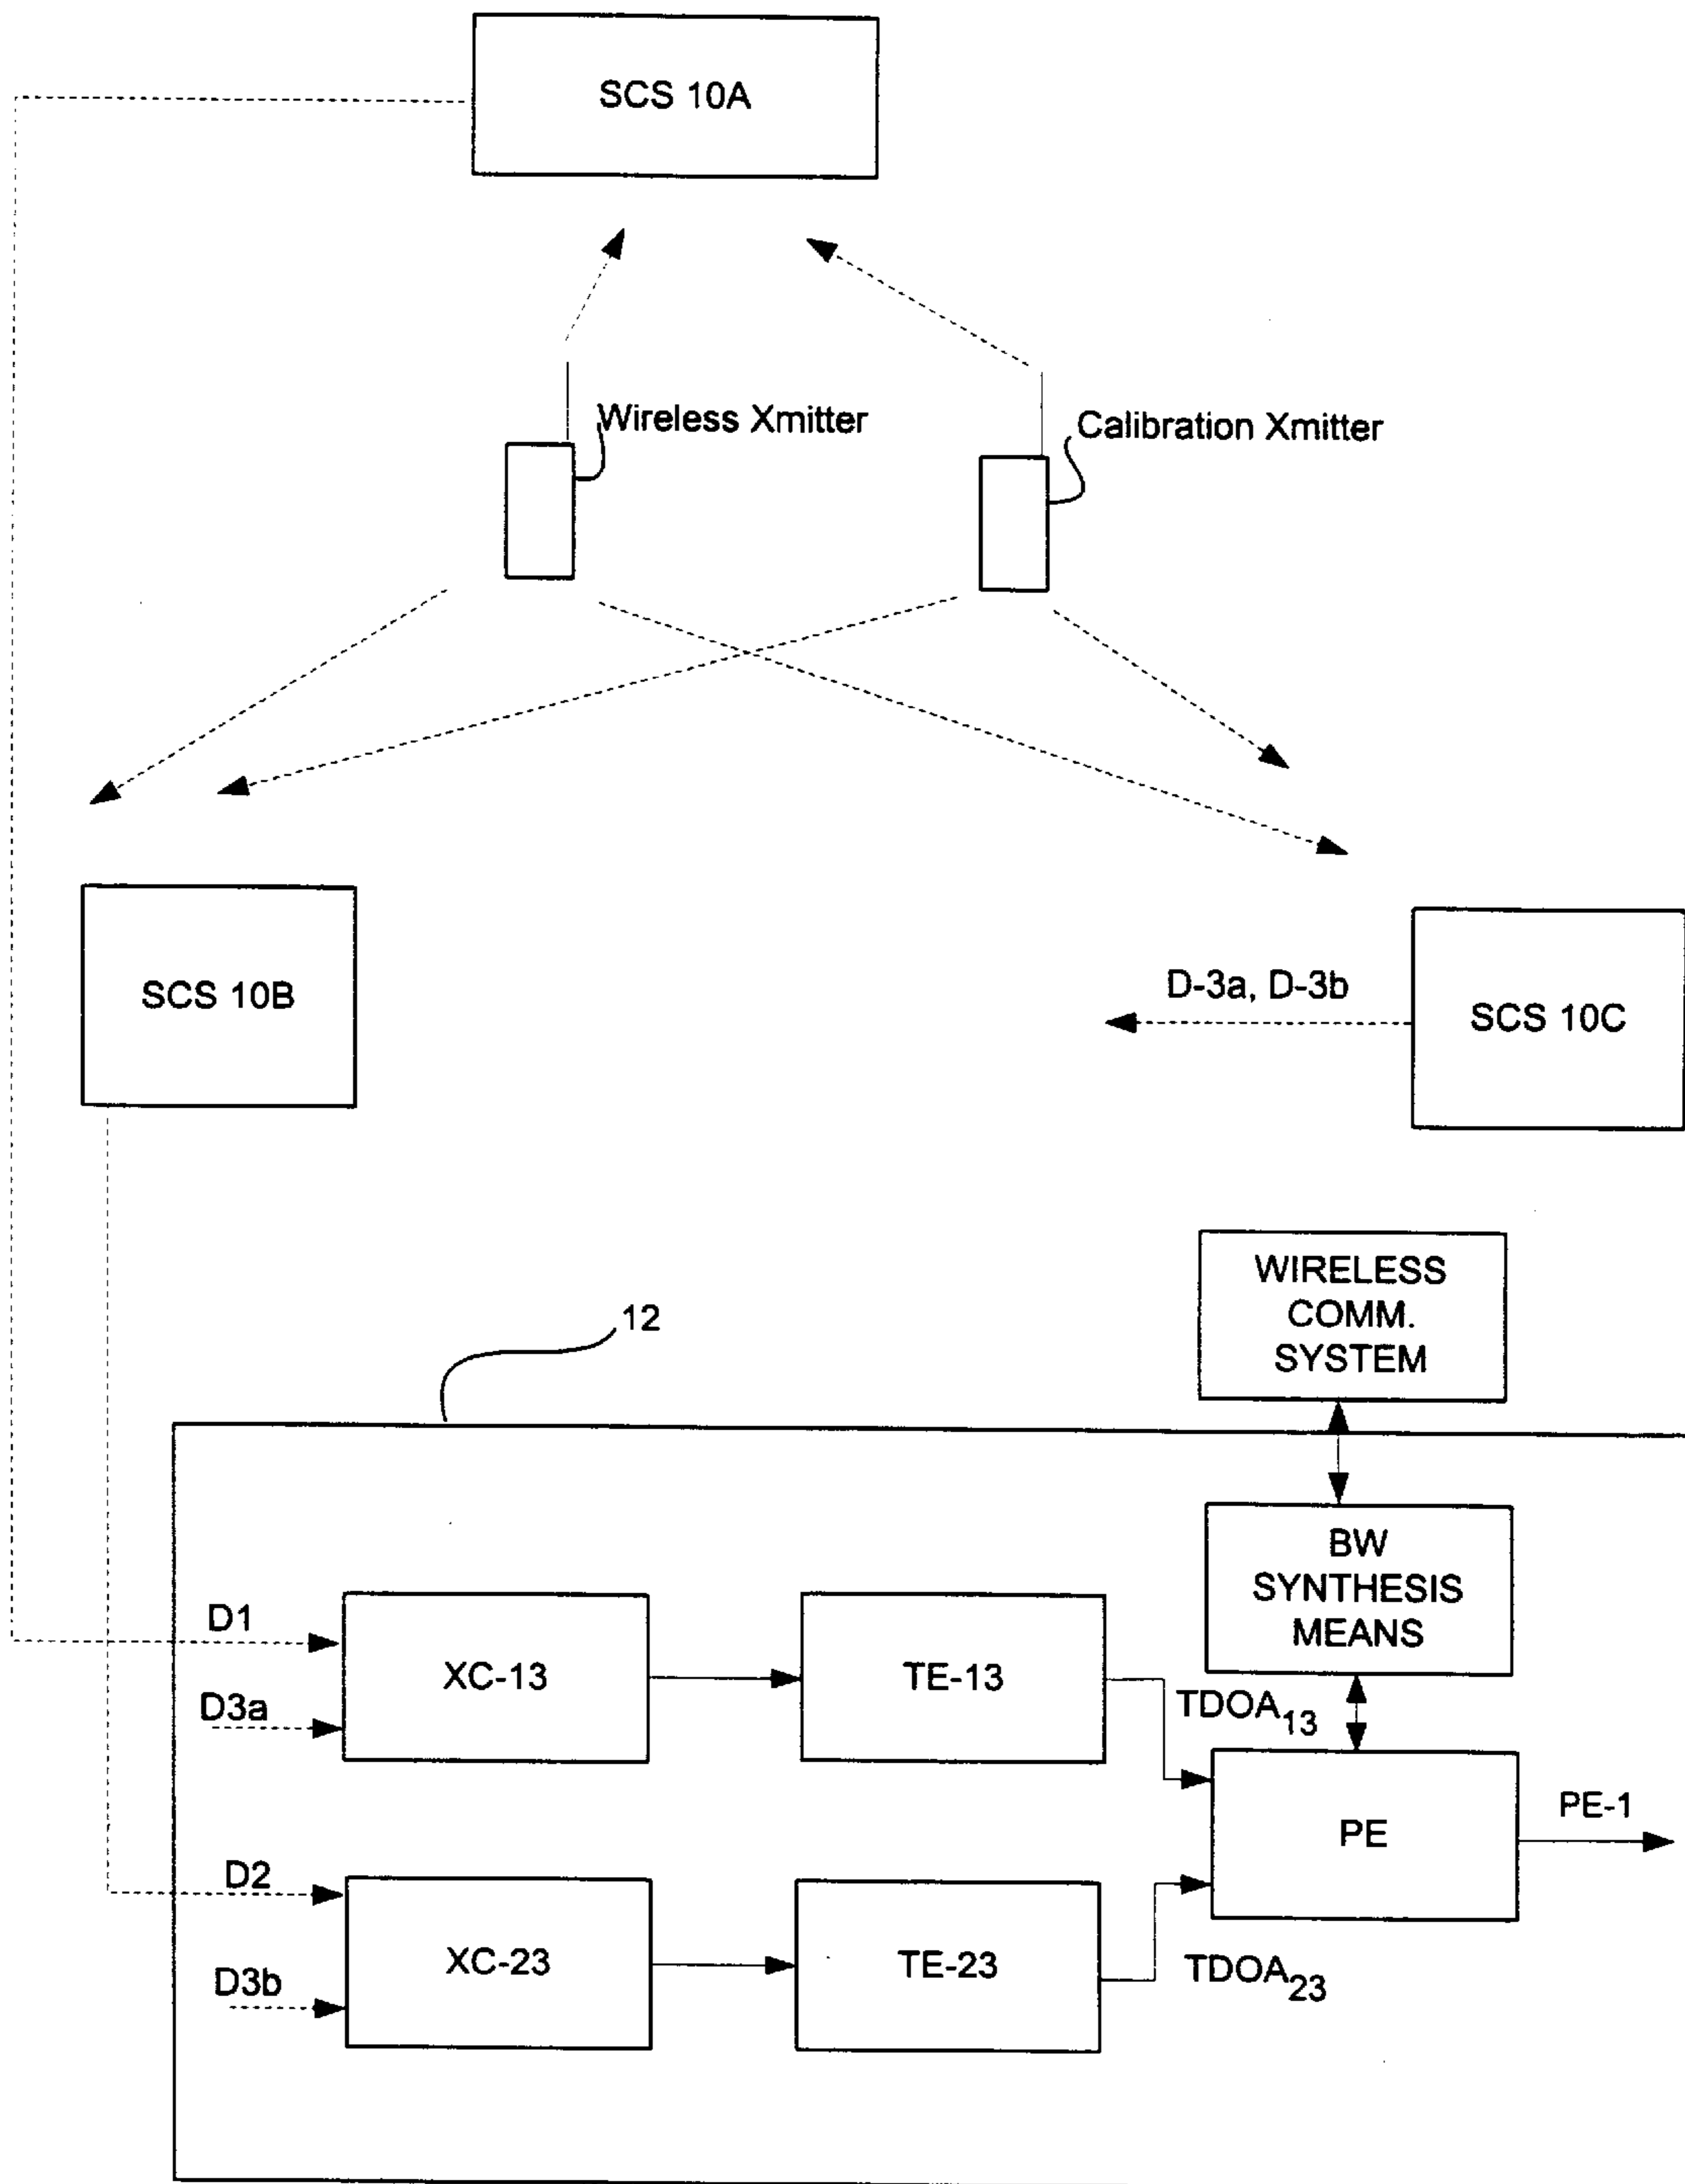 SCS 10A
Wireless Xmitter
Calibration Xmitter
SCS 10B
D-3a, D-3b
SCS 10C
WIRELESS
COMM.
SYSTEM
12
BW
SYNTHESIS
MEANS
D1
XC-13
TE-13
D3a
TDOA13
PE-1
PE
D2
XC-23
TE-23
TDOA23
D3b